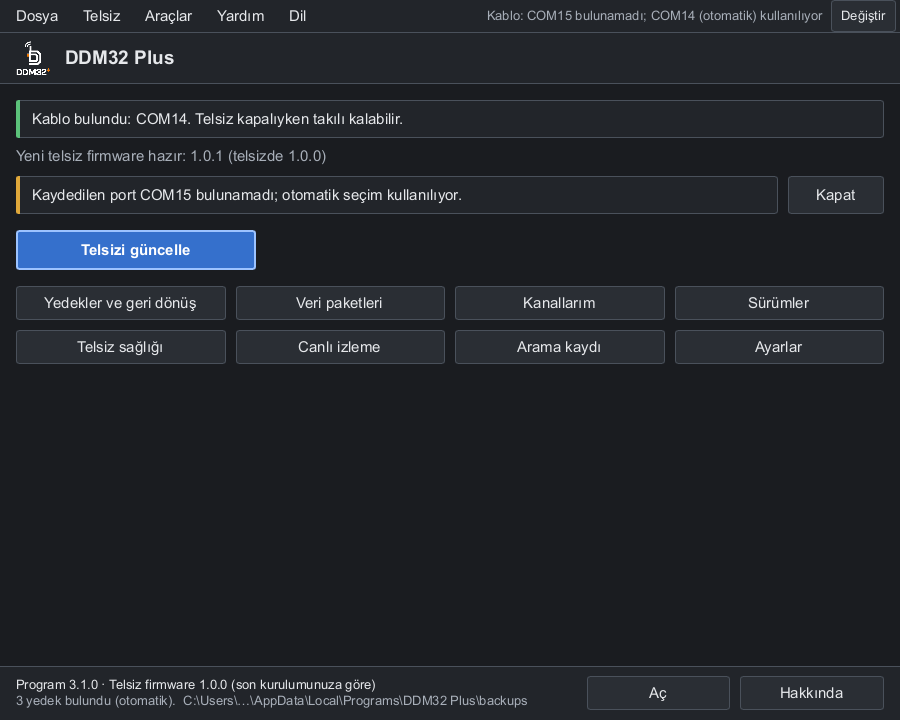 Dosya Telsiz Araçlar Yardım Dil Kablo: COM15 bulunamadı; COM14 (otomatik) kullanılıyor Değiştir
DDM32+ DDM32 Plus
Kablo bulundu: COM14. Telsiz kapalıyken takılı kalabilir.
Yeni telsiz firmware hazır: 1.0.1 (telsizde 1.0.0)
Kaydedilen port COM15 bulunamadı; otomatik seçim kullanılıyor. Kapat
Telsizi güncelle
Yedekler ve geri dönüş Veri paketleri Kanallarım Sürümler
Telsiz sağlığı Canlı izleme Arama kaydı Ayarlar
Program 3.1.0 · Telsiz firmware 1.0.0 (son kurulumunuza göre)
3 yedek bulundu (otomatik). C:\Users\…\AppData\Local\Programs\DDM32 Plus\backups Aç Hakkında